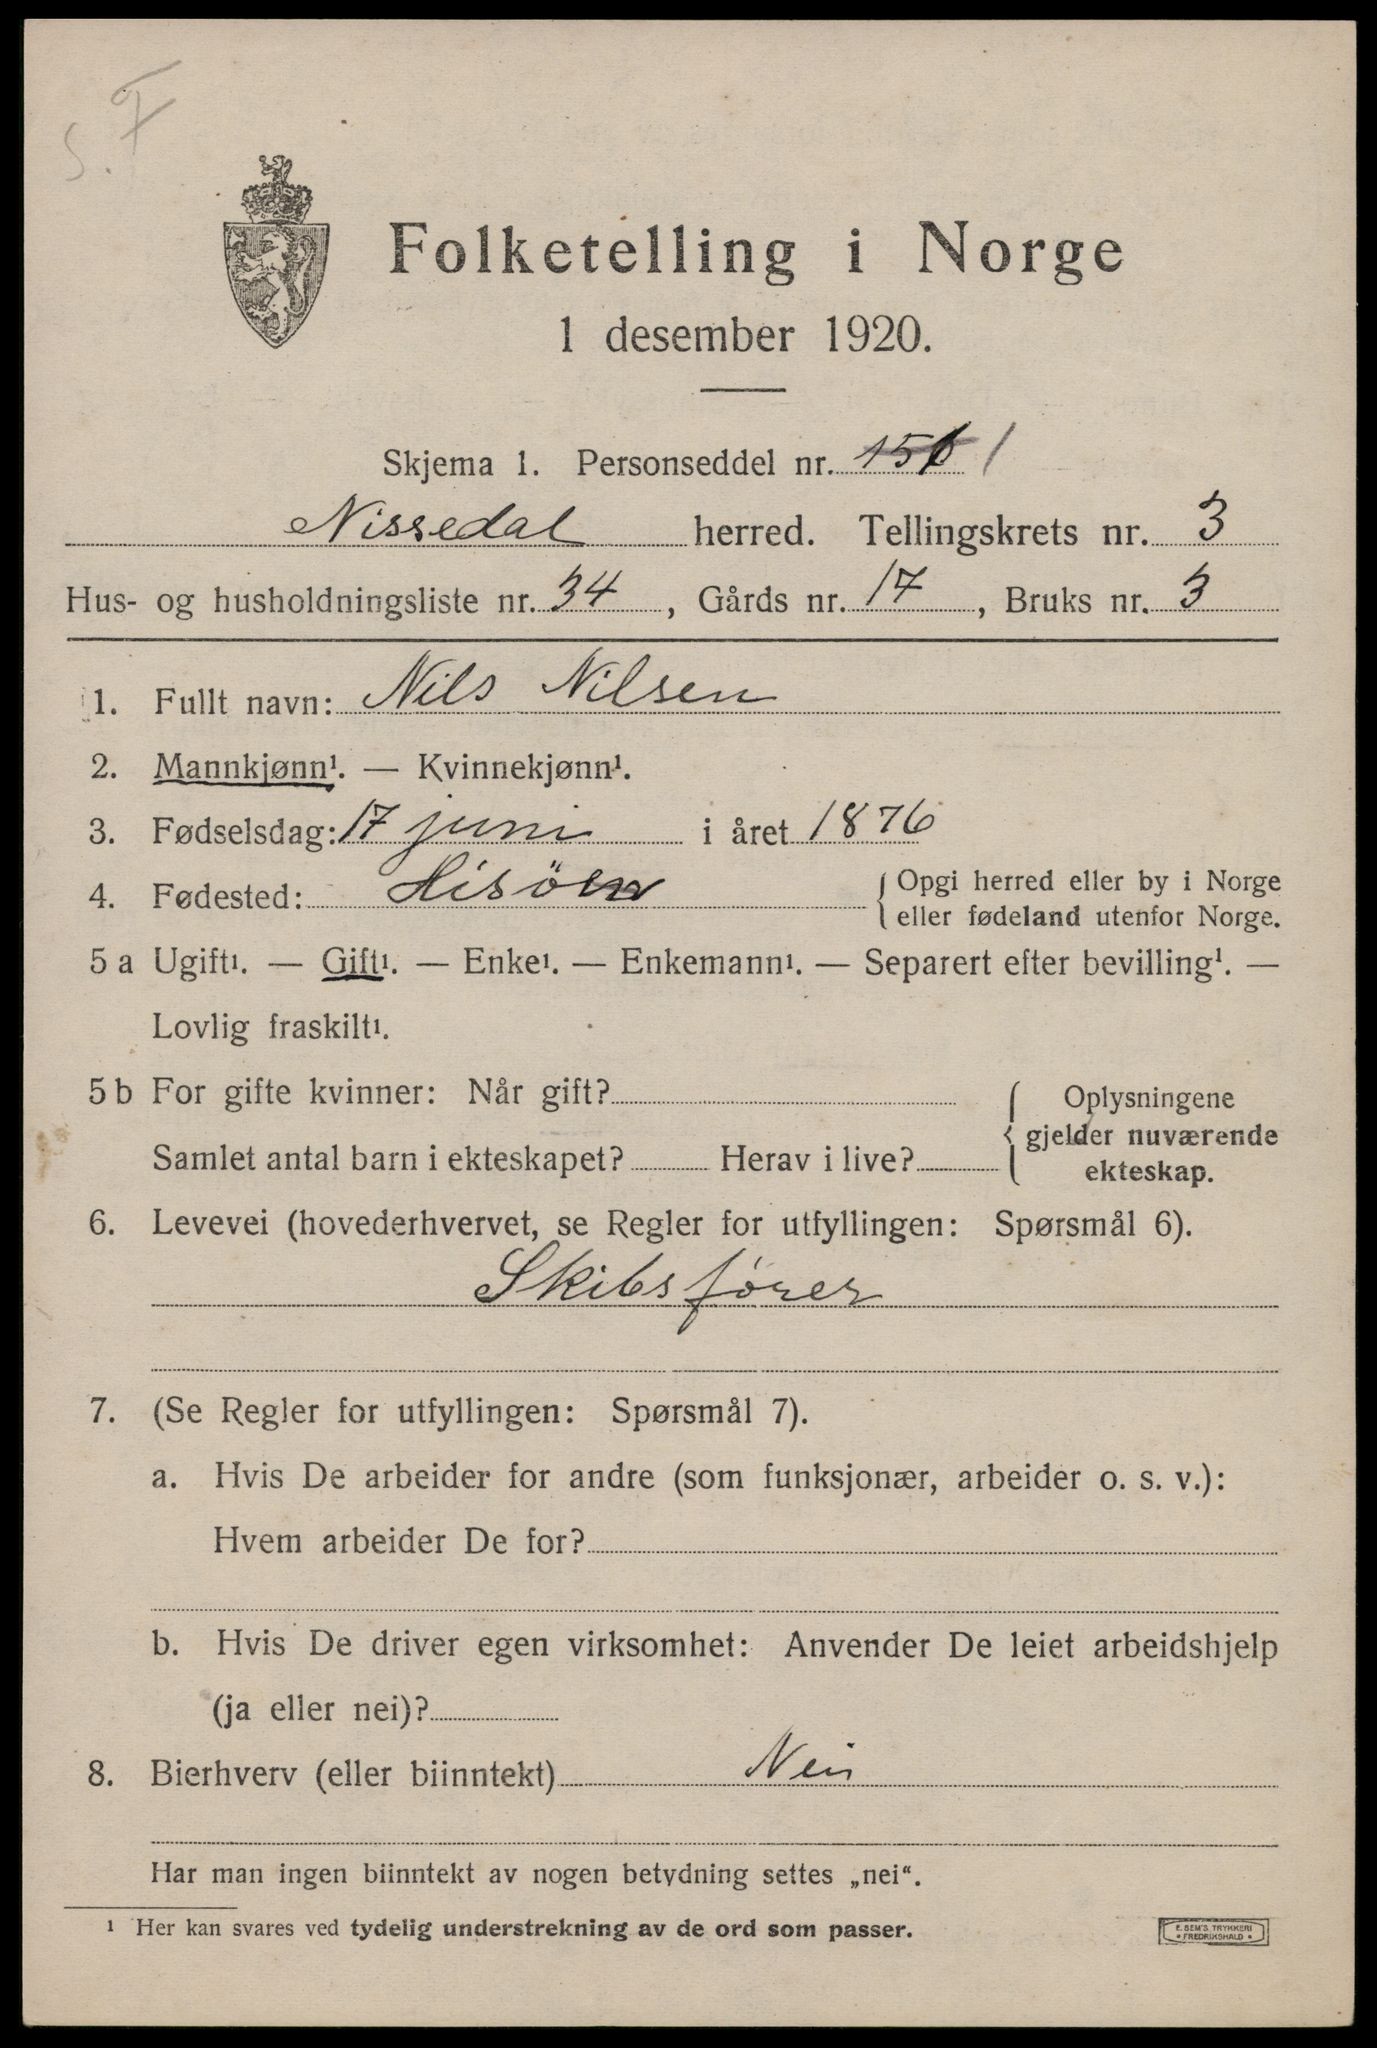 s. F
Folketelling i Norge
1 desember 1920.
Skjema 1. Personseddel nr. 151
Nissedal herred. Tellingskrets nr. 3
Hus- og husholdningsliste nr. 34, Gårds nr. 17, Bruks nr. 3
1. Fullt navn: Nils Nilsen
2. Mannkjønn¹. — Kvinnekjønn¹.
3. Fødselsdag: 17 juni i året 1876
4. Fødested: Hisöen { Opgi herred eller by i Norge
eller fødeland utenfor Norge.
5 a Ugift¹. — Gift¹. — Enke¹. — Enkemann¹. — Separert efter bevilling¹. —
Lovlig fraskilt¹.
5 b For gifte kvinner: Når gift? { Oplysningene
gjelder nuværende
Samlet antal barn i ekteskapet? Herav i live? ekteskap.
6. Levevei (hovederhvervet, se Regler for utfyllingen: Spørsmål 6).
Skibsfører
7. (Se Regler for utfyllingen: Spørsmål 7).
a. Hvis De arbeider for andre (som funksjonær, arbeider o. s. v.):
Hvem arbeider De for?
b. Hvis De driver egen virksomhet: Anvender De leiet arbeidshjelp
(ja eller nei)?
8. Bierhverv (eller biinntekt) Nei
Har man ingen biinntekt av nogen betydning settes „nei".
¹ Her kan svares ved tydelig understrekning av de ord som passer.
E. SEM'S TRYKKERI
• FREDRIKSHALD •